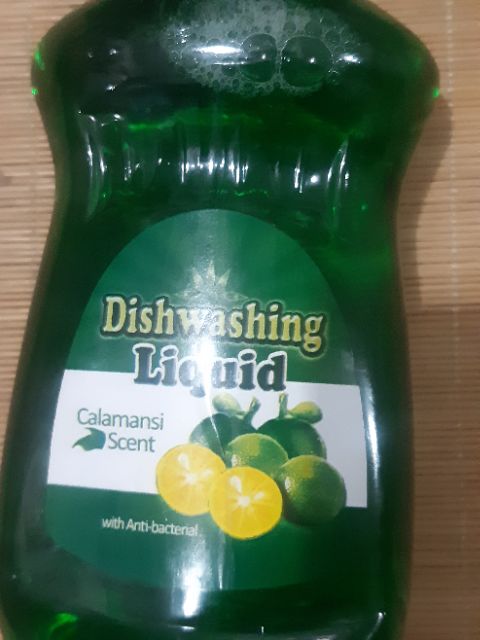 Dishwashing
Liquid
Calamansi
Scent
with Anti-bacterial